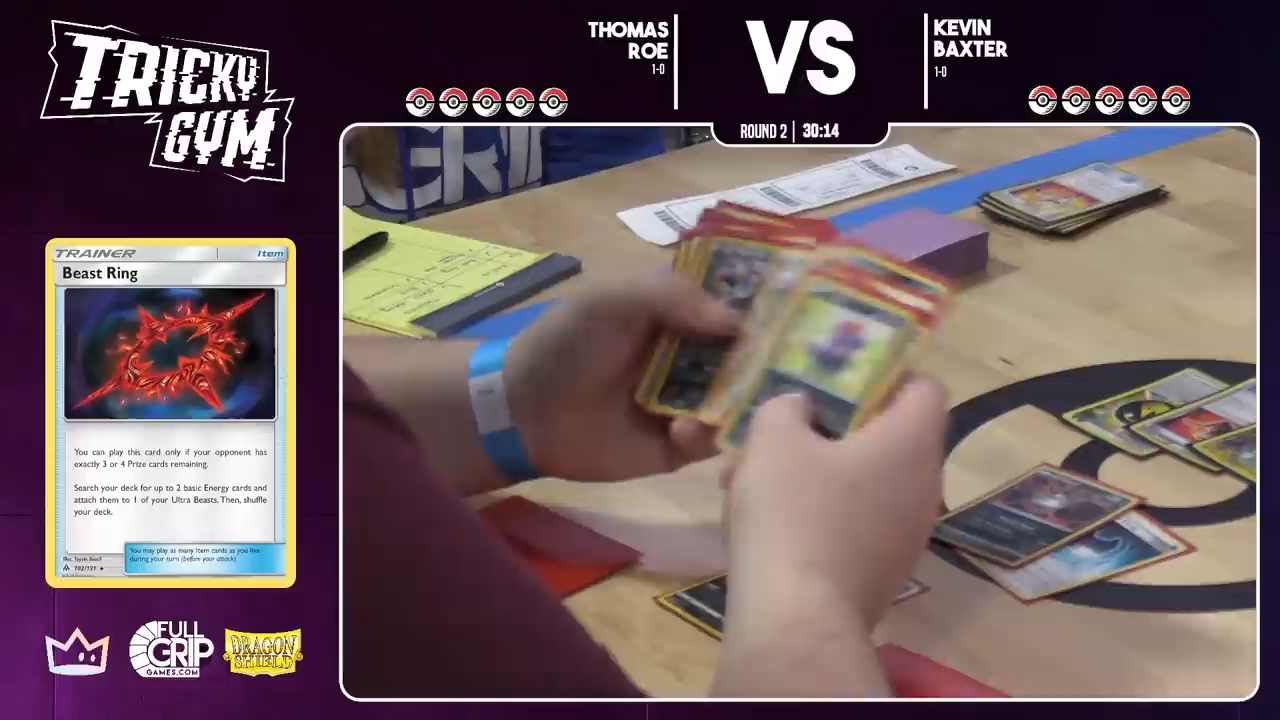 TRICKY
GYM
THOMAS
ROE
1-0
VS
KEVIN
BAXTER
1-0
ROUND 2 | 30:14
TRAINER
Item
Beast Ring
You can play this card only if your opponent has
exactly 3 or 4 Prize cards remaining.
Search your deck for up to 2 basic Energy cards and
attach them to 1 of your Ultra Beasts. Then, shuffle
your deck.
You may play as many Item cards as you like
during your turn (before your attack).
102/131
FULL
GRIP
GAMES.COM
DRAGON
SHIELD